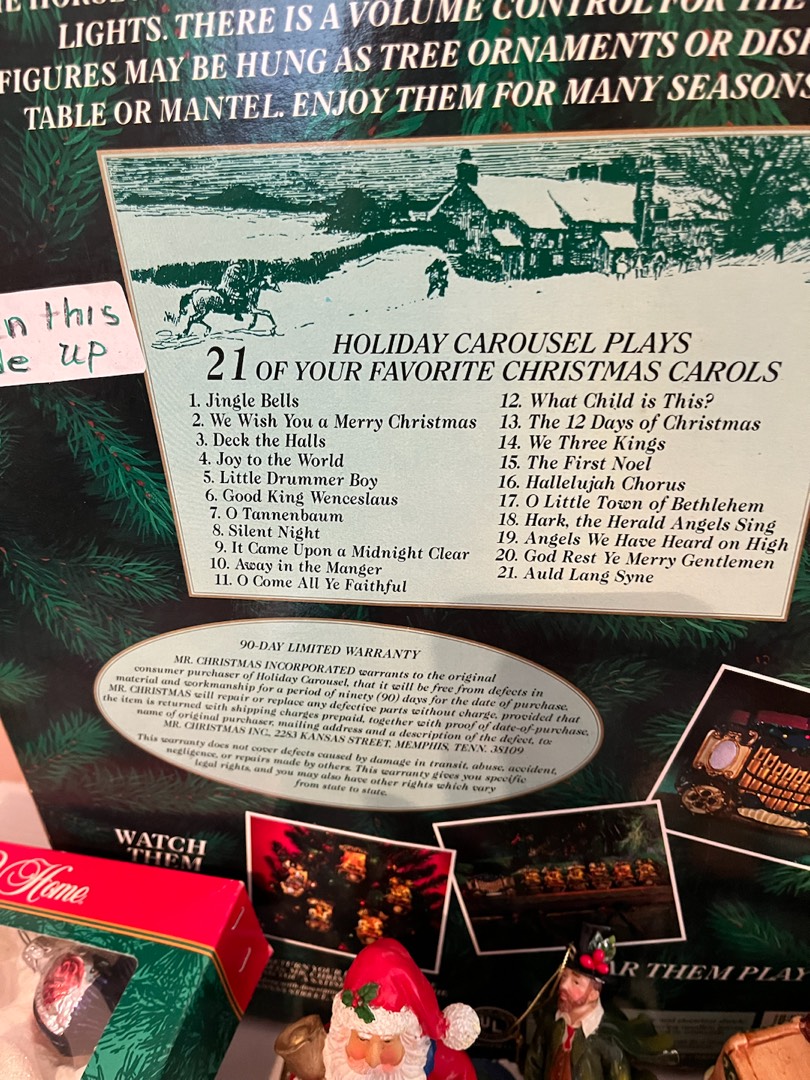 LIGHTS. THERE IS A VOLUME CONTROL FOR THE
FIGURES MAY BE HUNG AS TREE ORNAMENTS OR
TABLE OR MANTEL. ENJOY THEM FOR MANY SEASONS
n this
up
HOLIDAY CAROUSEL PLAYS
21 OF YOUR FAVORITE CHRISTMAS CAROLS
1. Jingle Bells
2. We Wish You a Merry Christmas
3. Deck the Halls
4. Joy to the World
5. Little Drummer Boy
6. Good King Wenceslaus
7. O Tannenbaum
8. Silent Night
9. It Came Upon a Midnight Clear
10. Away in the Manger
11. O Come All Ye Faithful
12. What Child is This?
13. The 12 Days of Christmas
14. We Three Kings
15. The First Noel
16. Hallelujah Chorus
17. O Little Town of Bethlehem
18. Hark, the Herald Angels Sing
19. Angels We Have Heard on High
20. God Rest Ye Merry Gentlemen
21. Auld Lang Syne
90-DAY LIMITED WARRANTY
MR. CHRISTMAS INCORPORATED warrants to the original
consumer purchaser of Holiday Carousel, that it will be free from defects in
material and workmanship for a period of ninety (90) days for the date of purchase.
MR. CHRISTMAS will repair or replace any defective parts without charge, provided that
the item is returned with shipping charges prepaid, together with proof of date-of-purchase,
name of original purchaser, mailing address and a description of the defect, to:
MR. CHRISTMAS INC., 2283 KANSAS STREET, MEMPHIS, TENN. 38109
This warranty does not cover defects caused by damage in transit, abuse, accident,
negligence, or repairs made by others. This warranty gives you specific
legal rights, and you may also have other rights which vary
from state to state.
WATCH
THEM
Home
AR THEM PLAY
UL